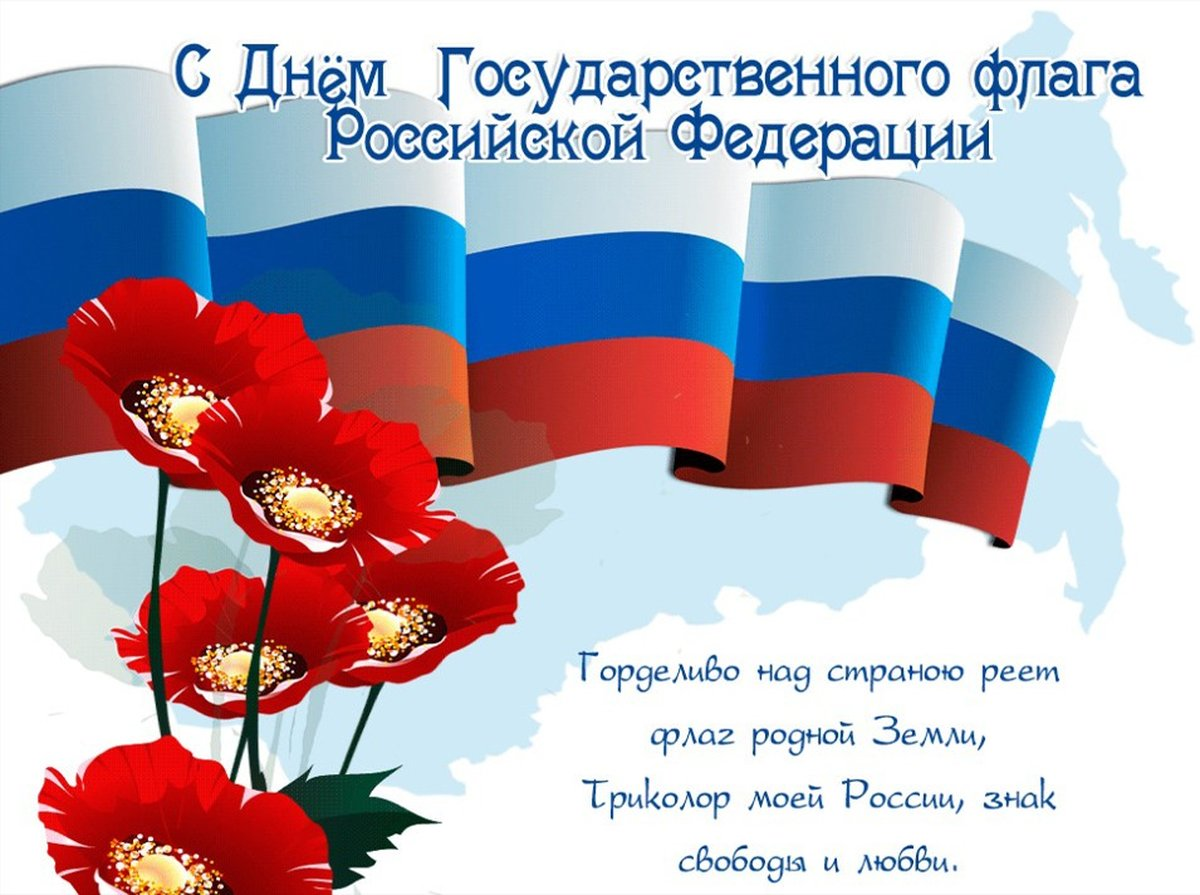 С Днём Государственного флага
Российской Федерации
Горделиво над страною реет
флаг родной Земли,
Триколор моей России, знак
свободы и любви.